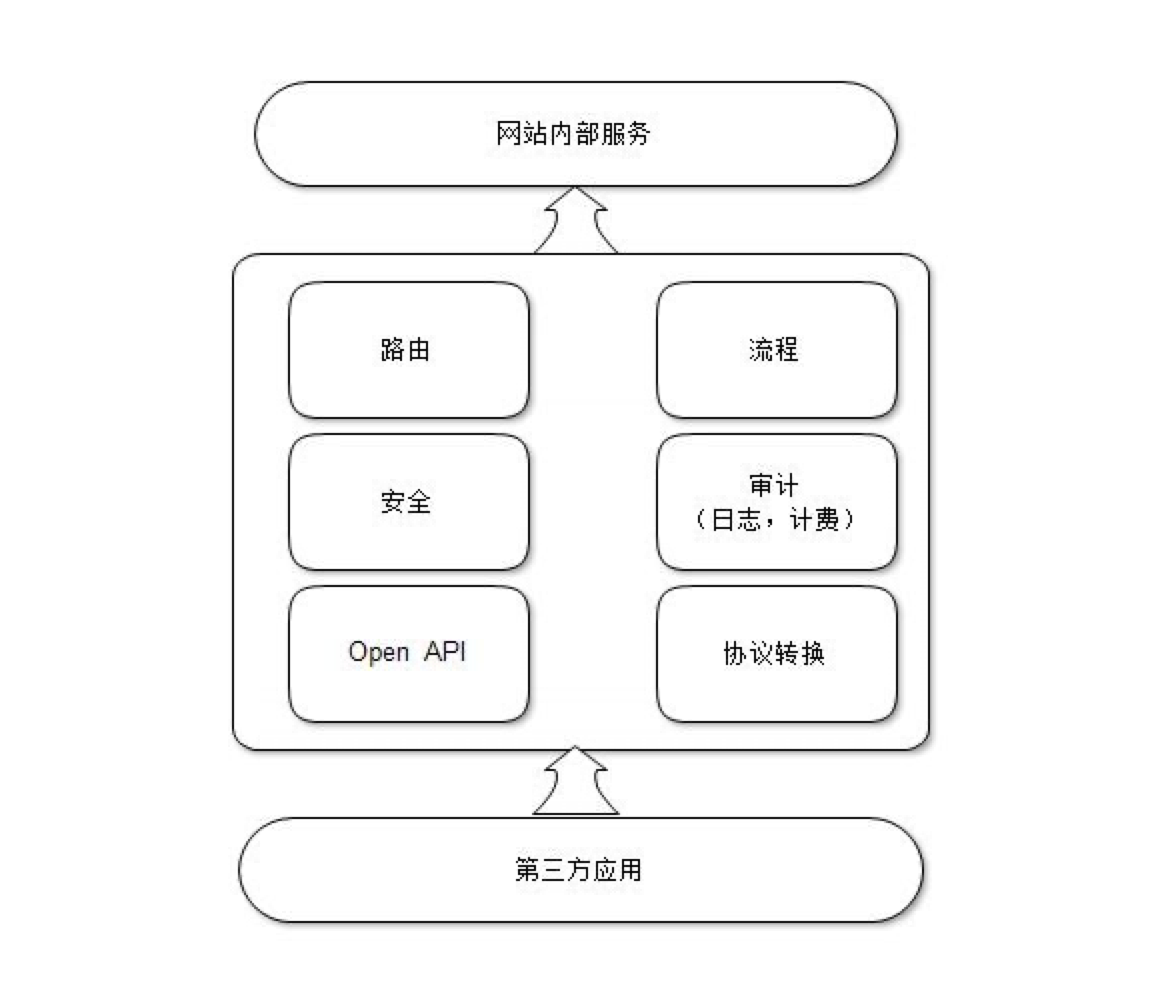 网站内部服务
路由
流程
安全
审计
（日志，计费）
Open API
协议转换
第三方应用